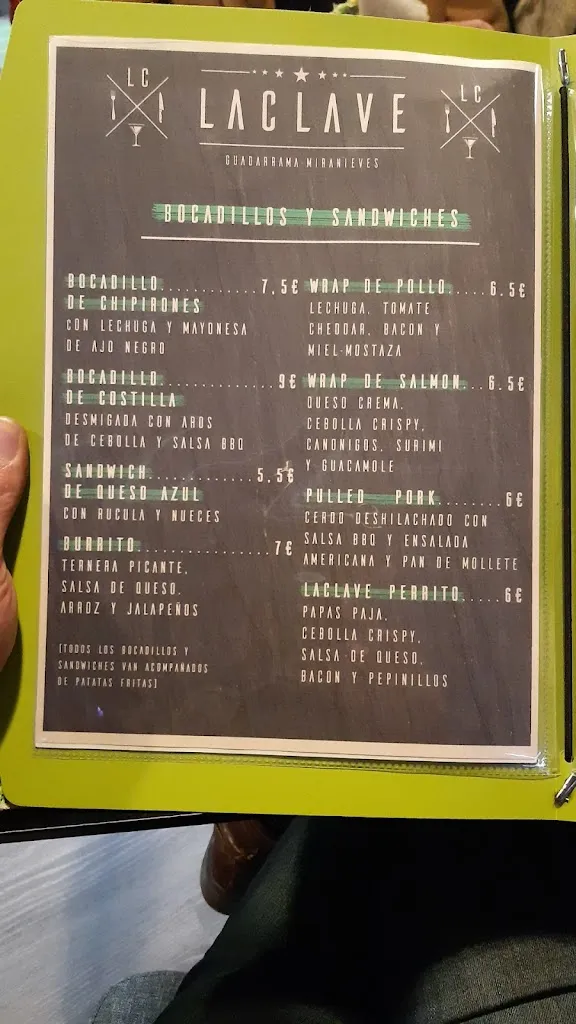 LC
LACLAVE
LC
GUADARRAMA-MIRANIEVES
BOCADILLOS Y SANDWICHES
BOCADILLO............7,5€
DE CHIPIRONES
CON LECHUGA Y MAYONESA
DE AJO NEGRO
BOCADILLO..............9€
DE COSTILLA
DESMIGADA CON AROS
DE CEBOLLA Y SALSA BBQ
SANDWICH.............5,5€
DE QUESO AZUL
CON RUCULA Y NUECES
BURRITO.................7€
TERNERA PICANTE,
SALSA DE QUESO,
ARROZ Y JALAPEÑOS
[TODOS LOS BOCADILLOS Y
SANDWICHES VAN ACOMPAÑADOS
DE PATATAS FRITAS]
WRAP DE POLLO.....6.5€
LECHUGA, TOMATE
CHEDDAR, BACON Y
MIEL-MOSTAZA
WRAP DE SALMON...6.5€
QUESO CREMA,
CEBOLLA CRISPY,
CANONIGOS, SURIMI
Y GUACAMOLE
PULLED PORK.........6€
CERDO DESHILACHADO CON
SALSA BBQ Y ENSALADA
AMERICANA Y PAN DE MOLLETE
LACLAVE PERRITO.....6€
PAPAS PAJA,
CEBOLLA CRISPY,
SALSA DE QUESO,
BACON Y PEPINILLOS